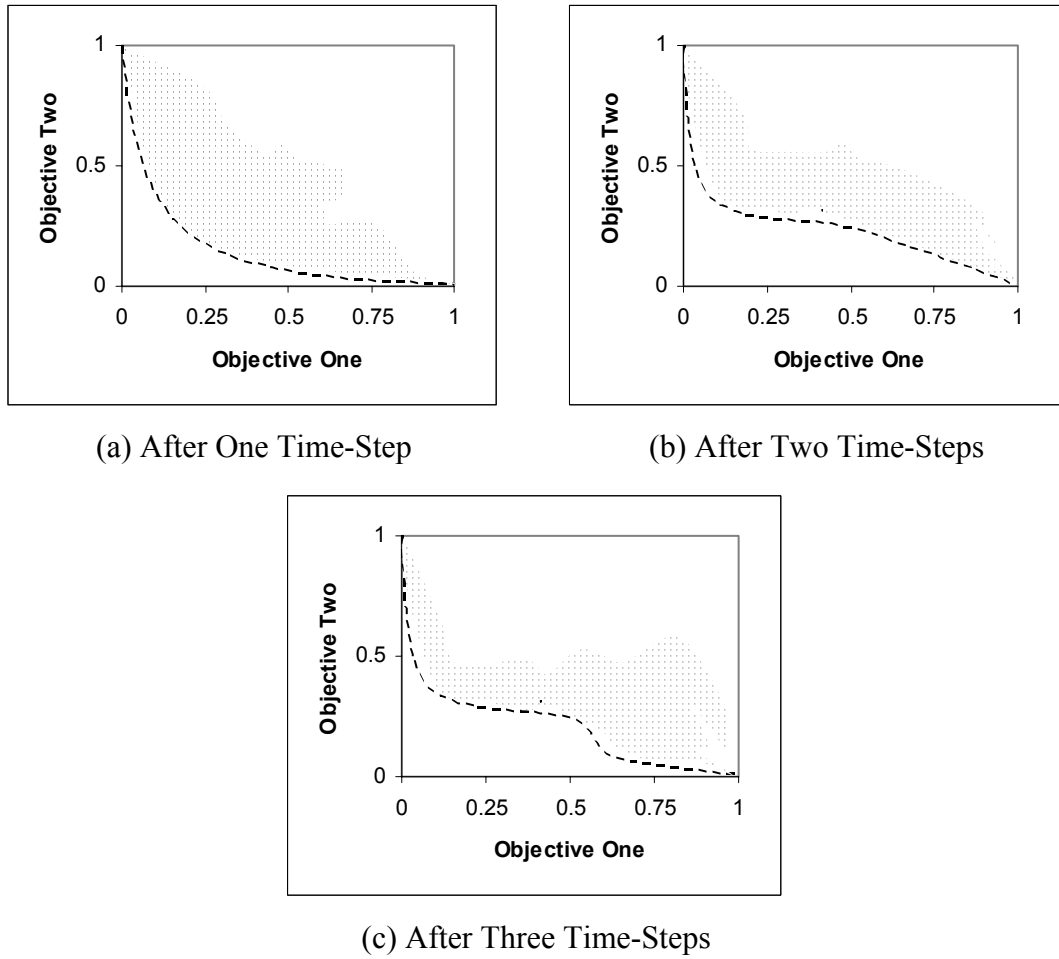 1
0.5
0
Objective Two
0 0.25 0.5 0.75 1
Objective One
(a) After One Time-Step
1
0.5
0
Objective Two
0 0.25 0.5 0.75 1
Objective One
(b) After Two Time-Steps
1
0.5
0
Objective Two
0 0.25 0.5 0.75 1
Objective One
(c) After Three Time-Steps